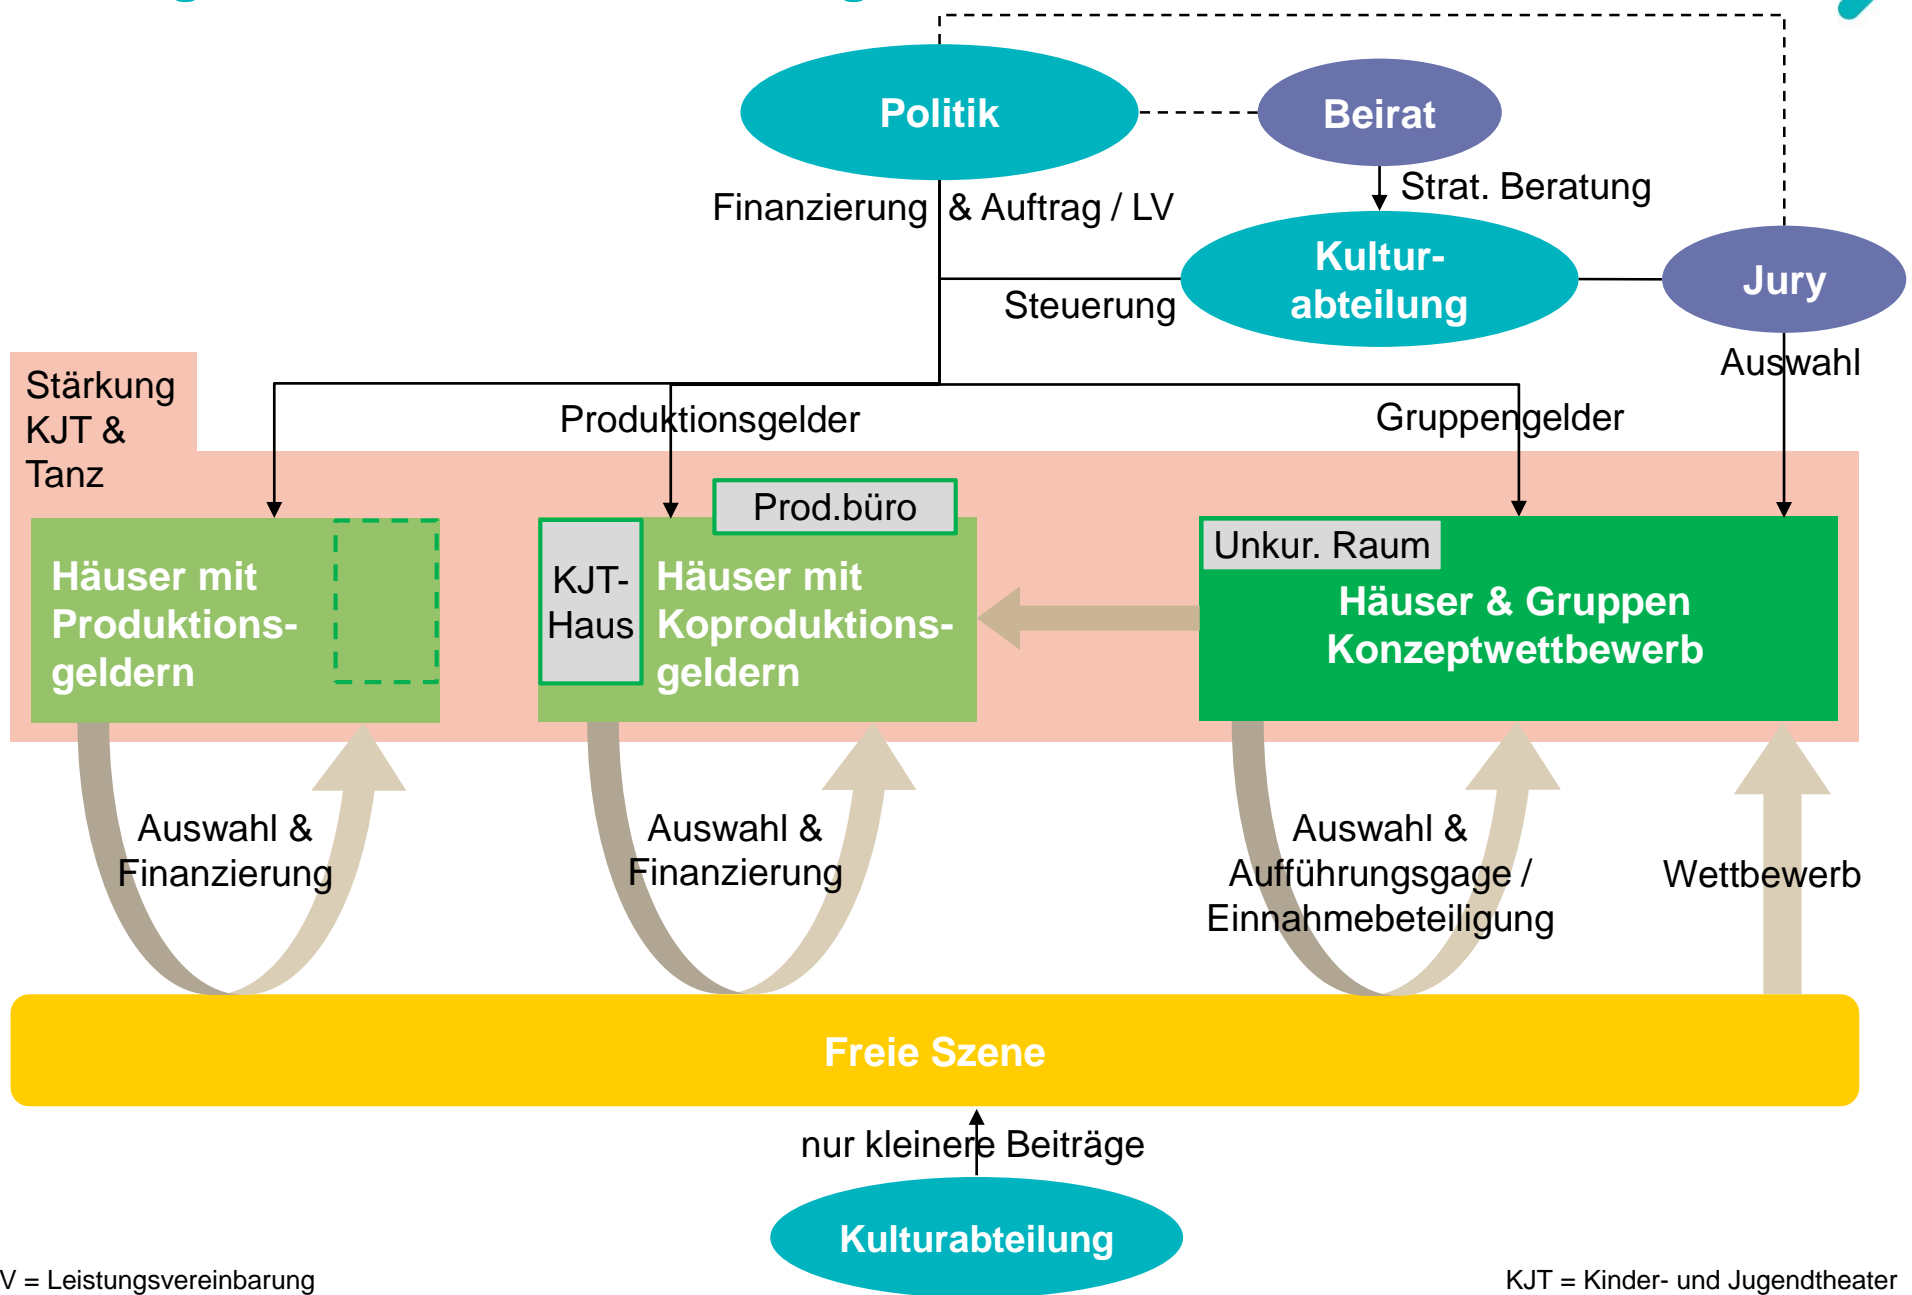 Politik
Beirat
Finanzierung & Auftrag / LV
Strat. Beratung
Kultur-
abteilung
Jury
Steuerung
Auswahl
Stärkung
KJT &
Tanz
Produktionsgelder
Gruppengelder
Häuser mit
Produktions-
geldern
KJT-
Haus
Prod.büro
Häuser mit
Koproduktions-
geldern
Unkur. Raum
Häuser & Gruppen
Konzeptwettbewerb
Auswahl &
Finanzierung
Auswahl &
Finanzierung
Auswahl &
Aufführungsgage /
Einnahmebeteiligung
Wettbewerb
Freie Szene
nur kleinere Beiträge
Kulturabteilung
V = Leistungsvereinbarung
KJT = Kinder- und Jugendtheater